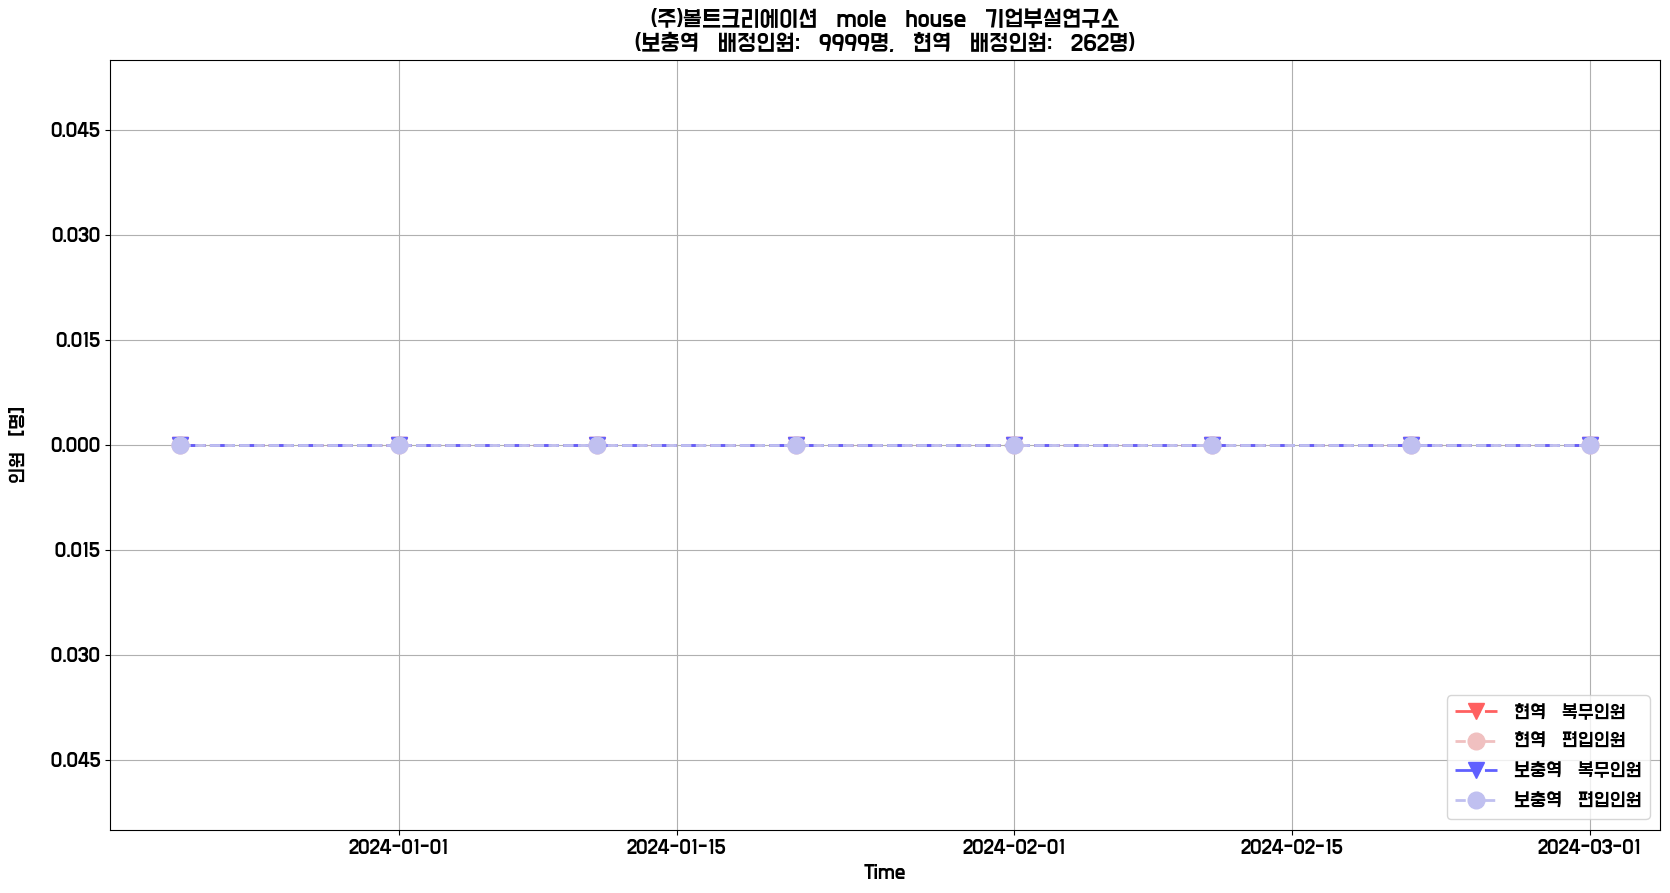 (주)볼트크리에이션 mole house 기업부설연구소
(보충역 배정인원: 9999명, 현역 배정인원: 262명)
0.045
0.030
0.015
0.000
0.015
0.030
0.045
인원 [명]
현역 복무인원
현역 편입인원
보충역 복무인원
보충역 편입인원
2024-01-01 2024-01-15 2024-02-01 2024-02-15 2024-03-01
Time